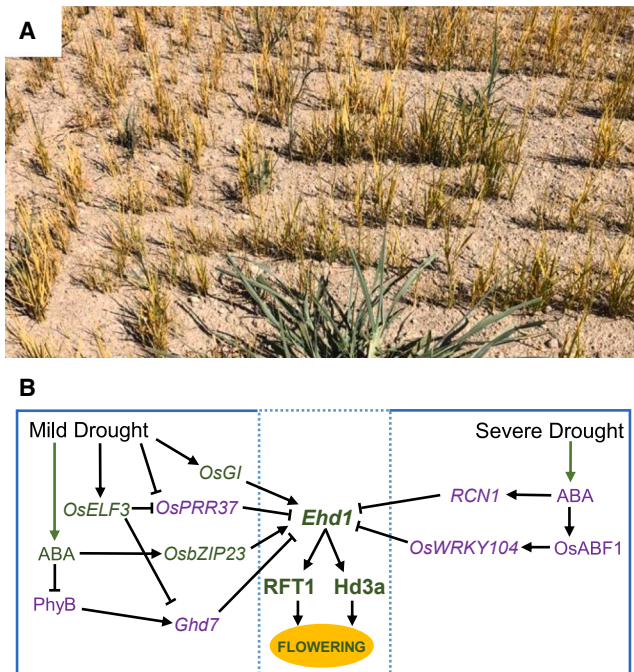 A
B
Mild Drought
Severe Drought
OsGI
OsELF3
OsPRR37
Ehd1
RCN1
ABA
ABA
OsbZIP23
OsWRKY104
OsABF1
PhyB
Ghd7
RFT1
Hd3a
FLOWERING